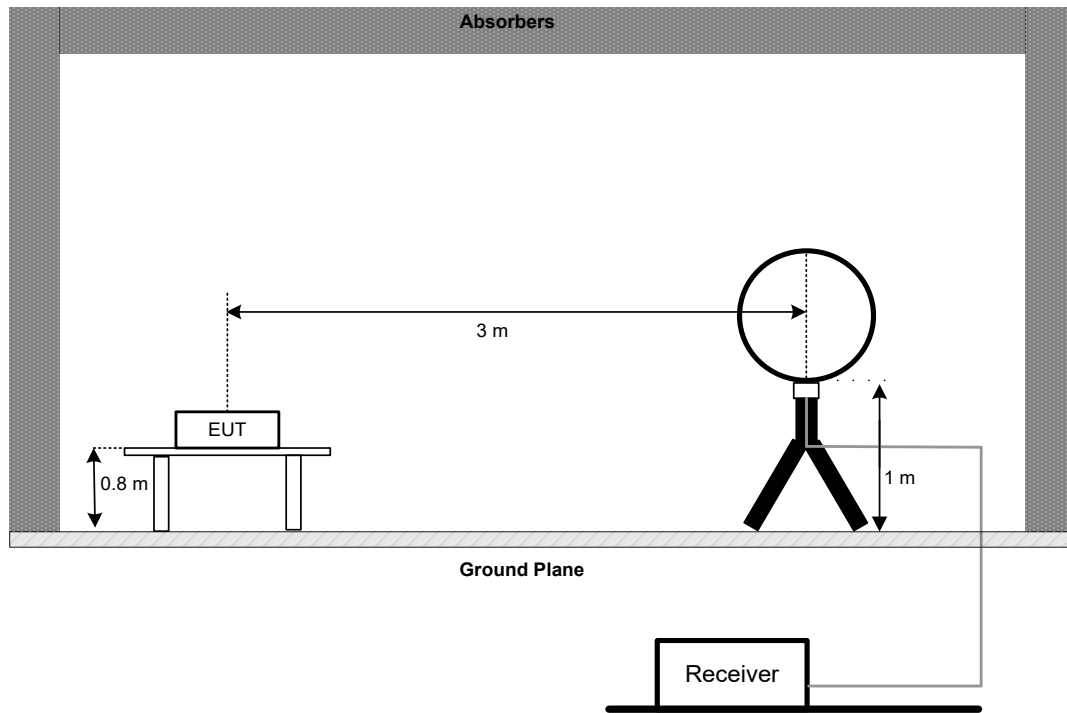 Absorbers
3 m
EUT
0.8 m
1 m
Ground Plane
Receiver